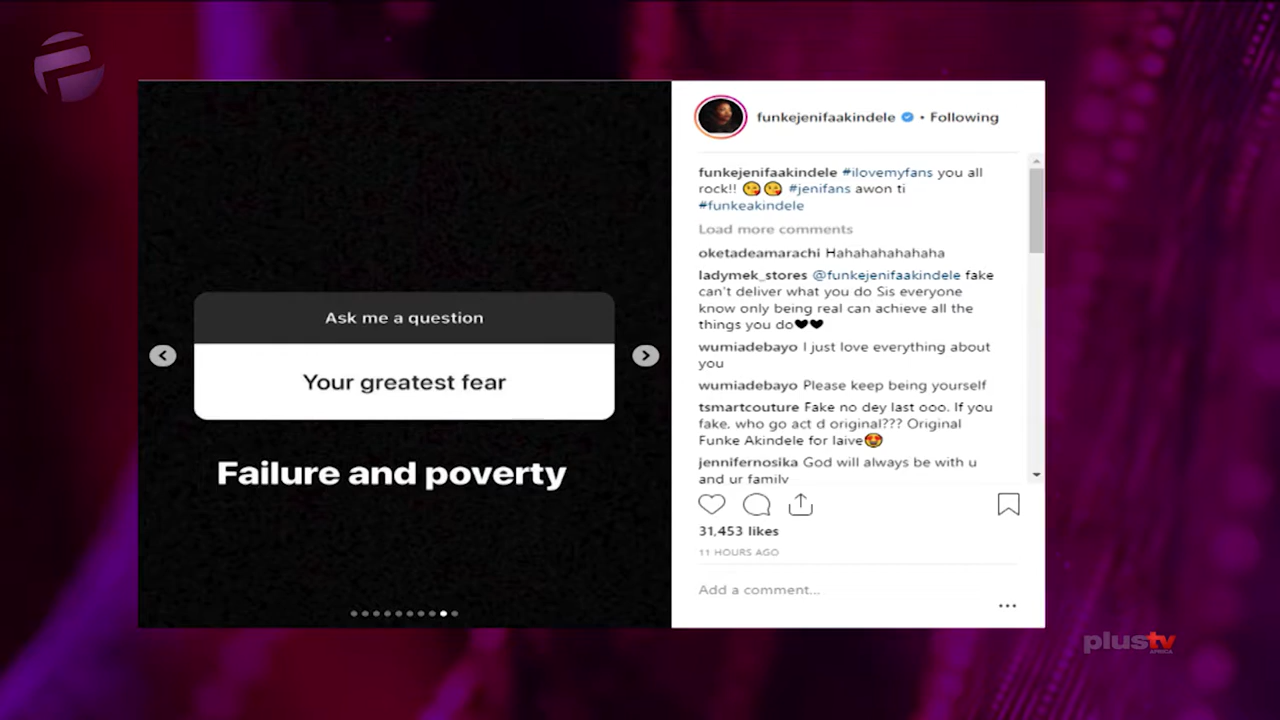 Ask me a question
Your greatest fear
Failure and poverty
funkejenifaakindele • Following
funkejenifaakindele #ilovemyfans you all
rock!! 😘 😘 #jenifans awon ti
#funkeakindele
Load more comments
oketadeamarachi Hahahahahahaha
ladymek_stores @funkejenifaakindele fake
can't deliver what you do Sis everyone
know only being real can achieve all the
things you do🖤🖤
wumiadebayo I just love everything about
you
wumiadebayo Please keep being yourself
tsmartcouture Fake no dey last ooo. If you
fake, who go act d original??? Original
Funke Akindele for laive😍
jennifernosika God will always be with u
and ur family
31,453 likes
11 HOURS AGO
Add a comment...
plustv
AFRICA